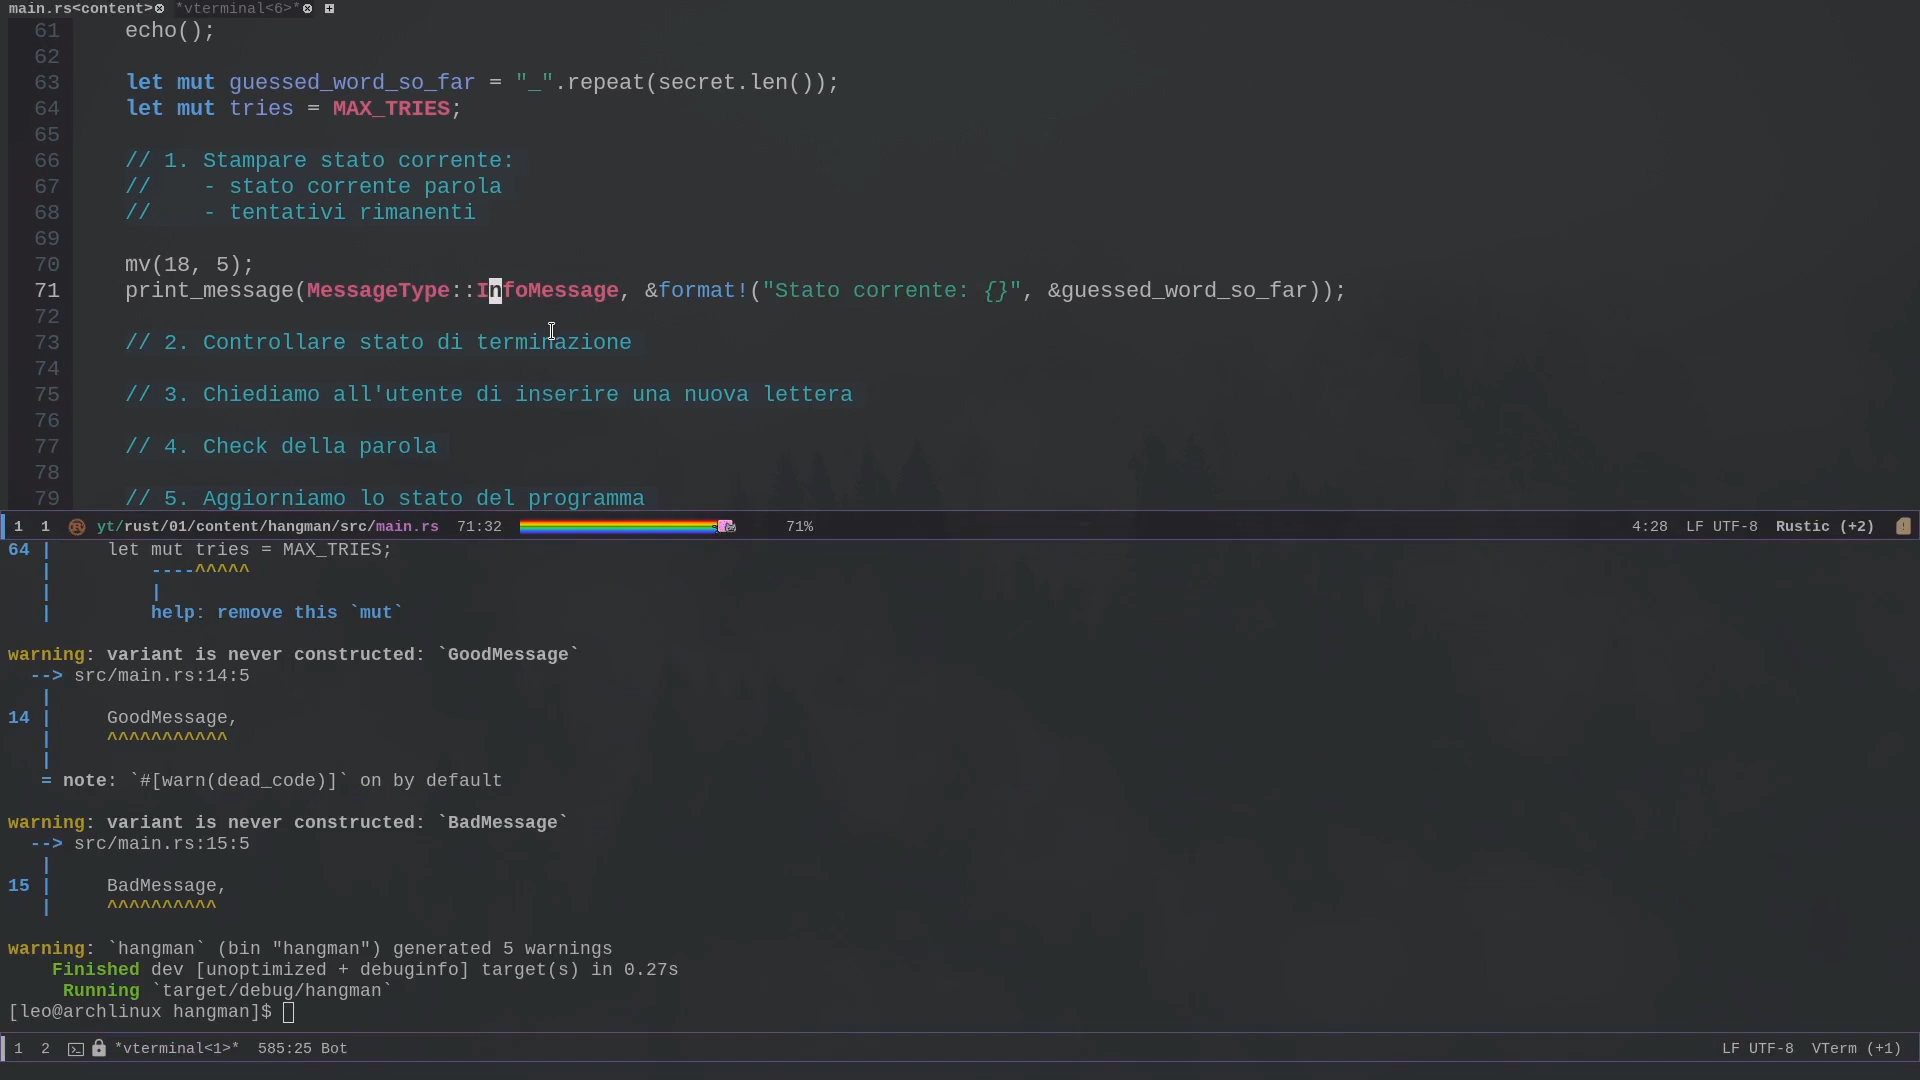 main.rs<content> *vterminal<6>*
61 echo();
62
63 let mut guessed_word_so_far = "_".repeat(secret.len());
64 let mut tries = MAX_TRIES;
65
66 // 1. Stampare stato corrente:
67 //    - stato corrente parola
68 //    - tentativi rimanenti
69
70 mv(18, 5);
71 print_message(MessageType::InfoMessage, &format!("Stato corrente: {}", &guessed_word_so_far));
72
73 // 2. Controllare stato di terminazione
74
75 // 3. Chiediamo all'utente di inserire una nuova lettera
76
77 // 4. Check della parola
78
79 // 5. Aggiorniamo lo stato del programma
1 1 yt/rust/01/content/hangman/src/main.rs 71:32 71% 4:28 LF UTF-8 Rustic (+2)
64 |     let mut tries = MAX_TRIES;
   |         ----^^^^^
   |         |
   |         help: remove this `mut`
warning: variant is never constructed: `GoodMessage`
  --> src/main.rs:14:5
   |
14 |     GoodMessage,
   |     ^^^^^^^^^^^
   |
   = note: `#[warn(dead_code)]` on by default
warning: variant is never constructed: `BadMessage`
  --> src/main.rs:15:5
   |
15 |     BadMessage,
   |     ^^^^^^^^^^
warning: `hangman` (bin "hangman") generated 5 warnings
    Finished dev [unoptimized + debuginfo] target(s) in 0.27s
     Running `target/debug/hangman`
[leo@archlinux hangman]$
1 2 *vterminal<1>* 585:25 Bot LF UTF-8 VTerm (+1)